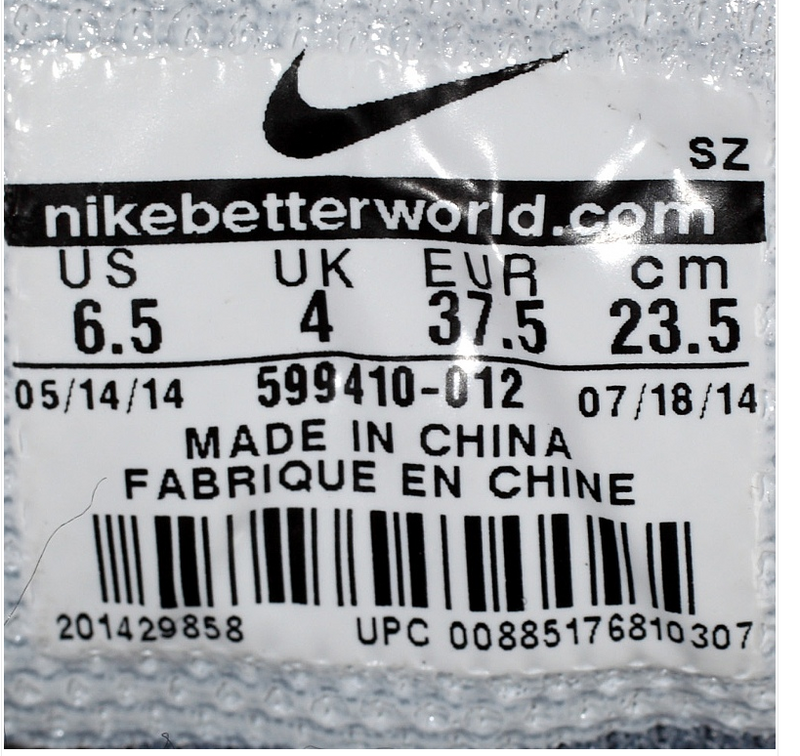 SZ
nikebetterworld.com
US UK EUR cm
6.5 4 37.5 23.5
05/14/14 599410-012 07/18/14
MADE IN CHINA
FABRIQUE EN CHINE
201429858 UPC 00885176810307